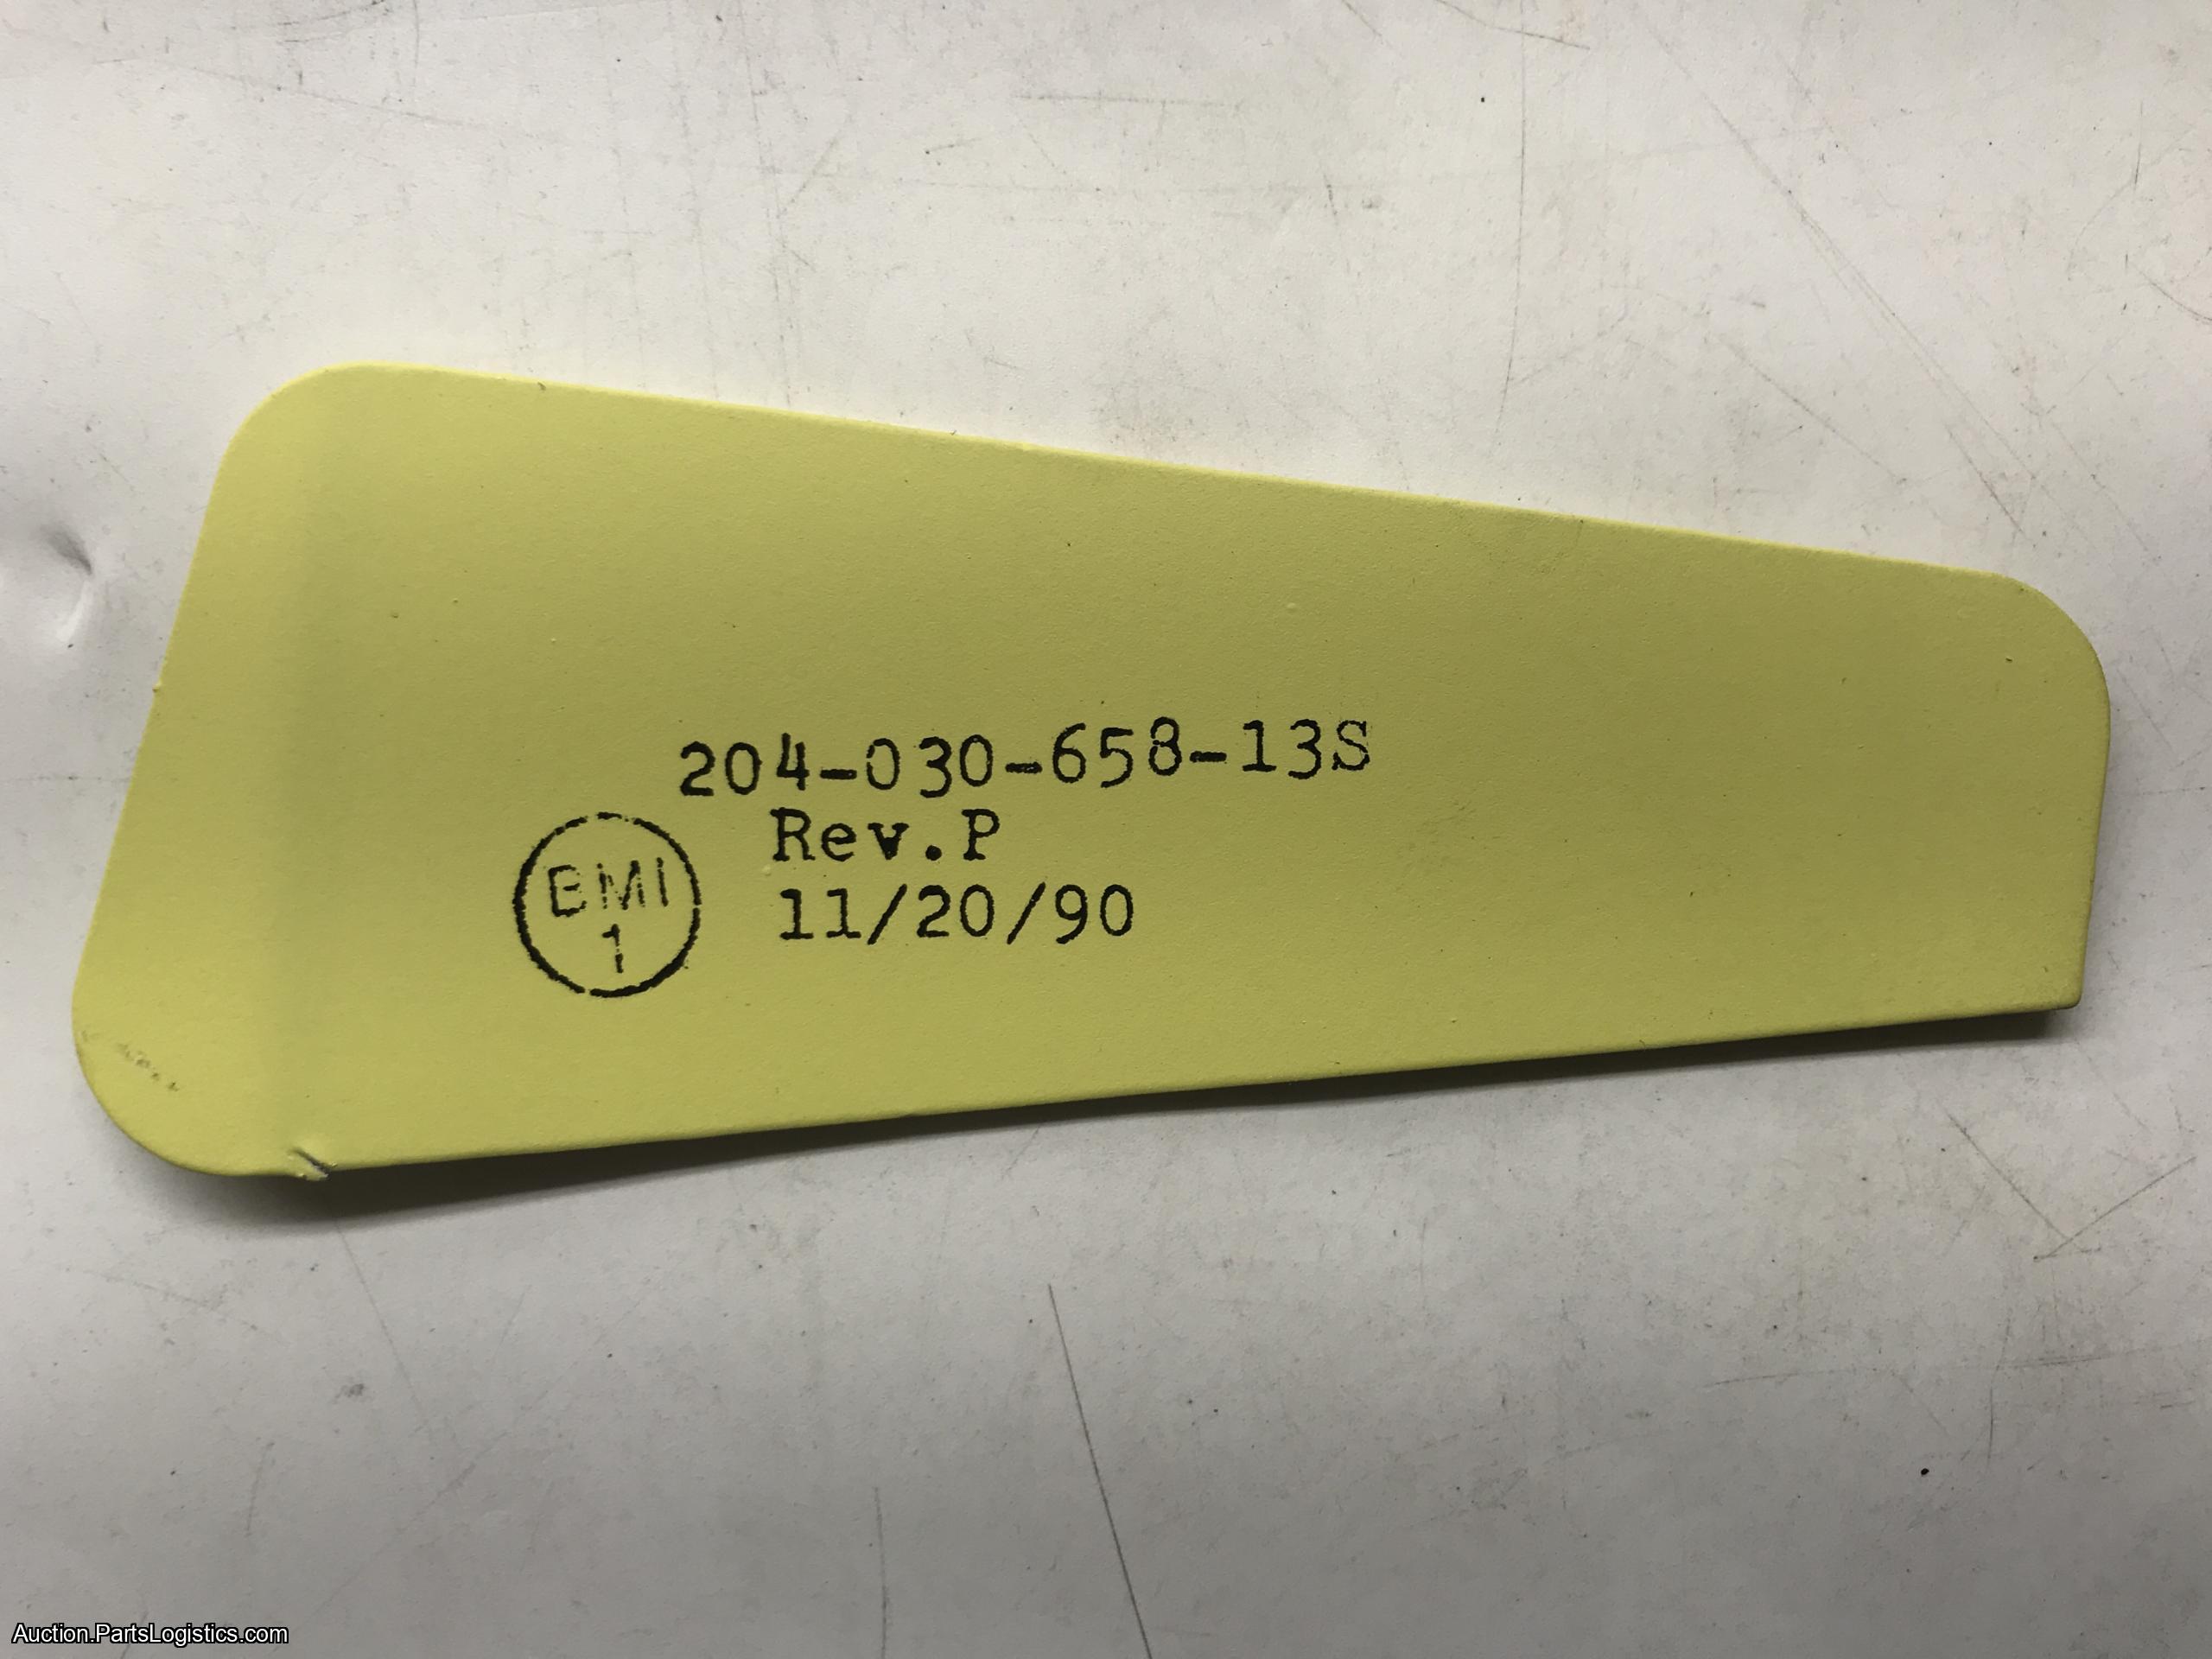 204-030-658-13S
Rev.P
BMI
1
11/20/90
Auction.PartsLogistics.com